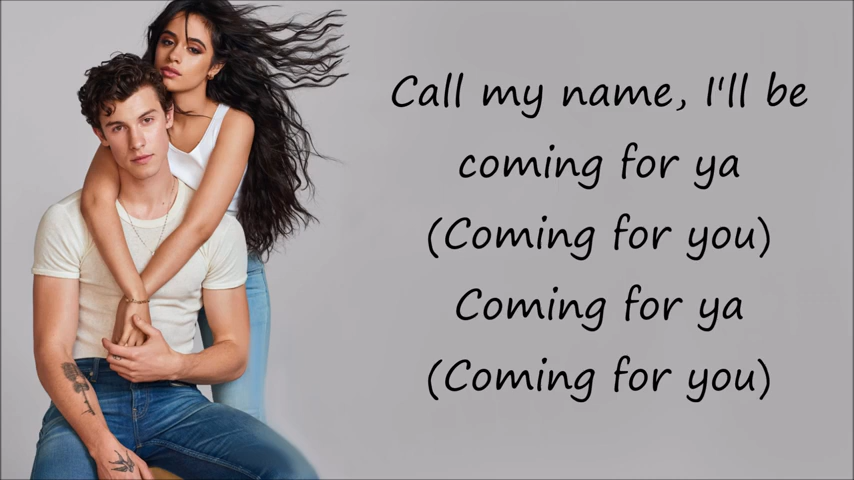 Call my name, I'll be
coming for ya
(Coming for you)
Coming for ya
(Coming for you)